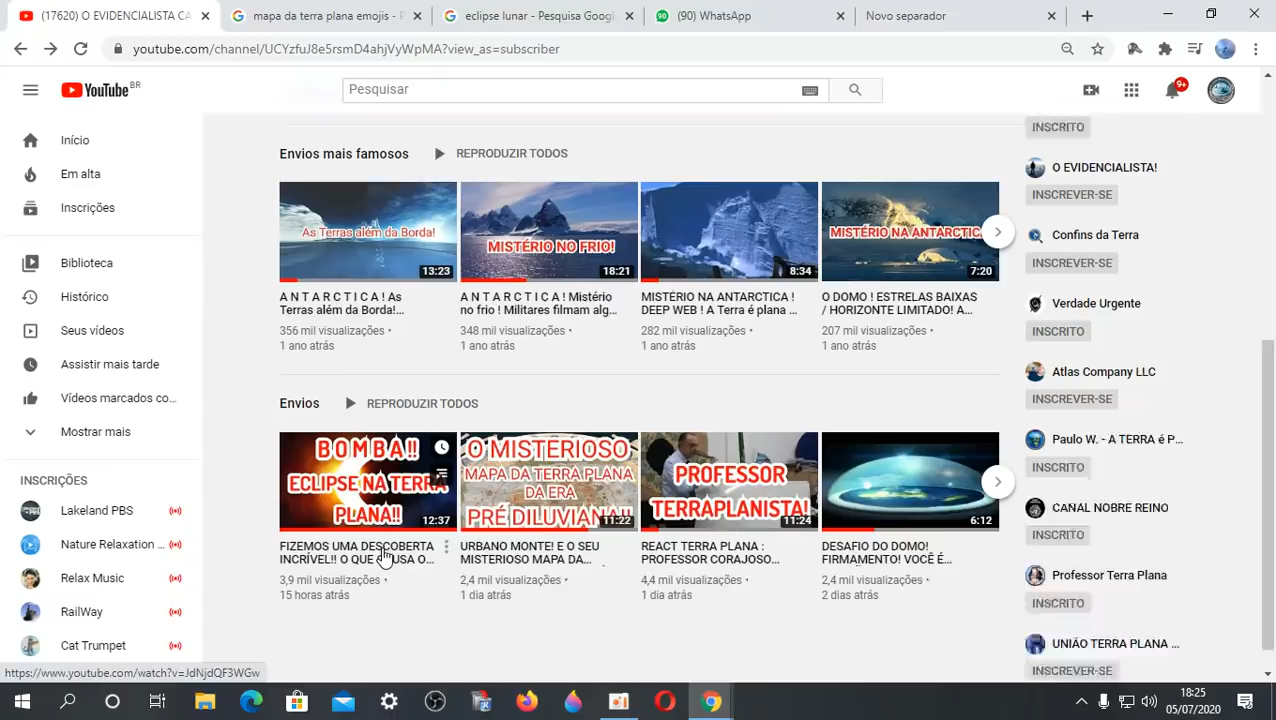 (17620) O EVIDENCIALISTA CA
mapa da terra plana emojis - P
eclipse lunar - Pesquisa Googl
(90) WhatsApp
Novo separador
youtube.com/channel/UCYzfuJ8e5rsmD4ahjVyWpMA?view_as=subscriber
YouTube BR
Pesquisar
9+
Início
Em alta
Inscrições
Biblioteca
Histórico
Seus vídeos
Assistir mais tarde
Vídeos marcados co...
Mostrar mais
INSCRIÇÕES
Lakeland PBS
Nature Relaxation ...
Relax Music
RailWay
Cat Trumpet
Envios mais famosos
REPRODUZIR TODOS
As Terras além da Borda!
13:23
MISTÉRIO NO FRIO!
18:21
8:34
MISTÉRIO NA ANTARCTIC
7:20
A N T A R C T I C A ! As
Terras além da Borda!...
356 mil visualizações •
1 ano atrás
A N T A R C T I C A ! Mistério
no frio ! Militares filmam alg...
348 mil visualizações •
1 ano atrás
MISTÉRIO NA ANTARCTICA !
DEEP WEB ! A Terra é plana ...
282 mil visualizações •
1 ano atrás
O DOMO ! ESTRELAS BAIXAS
/ HORIZONTE LIMITADO! A...
207 mil visualizações •
1 ano atrás
Envios
REPRODUZIR TODOS
BOMBA!!
ECLIPSE NA TERRA
PLANA!!
12:37
O MISTERIOSO
MAPA DA TERRA PLANA
DA ERA
PRÉ DILUVIANA!!
11:22
PROFESSOR
TERRAPLANISTA!
11:24
6:12
FIZEMOS UMA DESCOBERTA
INCRÍVEL!! O QUE CAUSA O...
3,9 mil visualizações •
15 horas atrás
URBANO MONTE! E O SEU
MISTERIOSO MAPA DA...
2,4 mil visualizações •
1 dia atrás
REACT TERRA PLANA :
PROFESSOR CORAJOSO...
4,4 mil visualizações •
1 dia atrás
DESAFIO DO DOMO!
FIRMAMENTO! VOCÊ É...
2,4 mil visualizações •
2 dias atrás
INSCRITO
O EVIDENCIALISTA!
INSCREVER-SE
Confins da Terra
INSCREVER-SE
Verdade Urgente
INSCRITO
Atlas Company LLC
INSCREVER-SE
Paulo W. - A TERRA é P...
INSCRITO
CANAL NOBRE REINO
INSCRITO
Professor Terra Plana
INSCRITO
UNIÃO TERRA PLANA ...
INSCREVER-SE
https://www.youtube.com/watch?v=JdNjdQF3WGw
18:25
05/07/2020